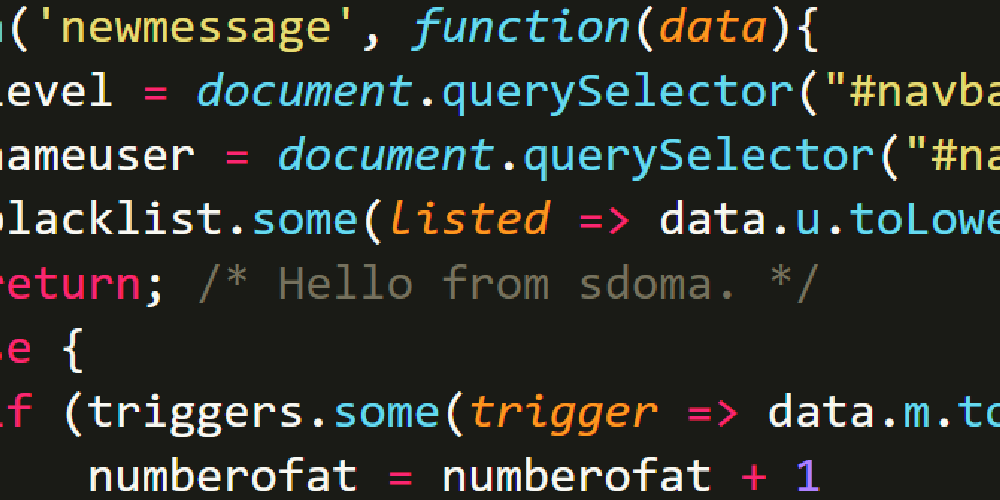 ('newmessage', function(data){
level = document.querySelector("#navba
nameuser = document.querySelector("#na
blacklist.some(listed => data.u.toLowe
return; /* Hello from sdoma. */
se {
if (triggers.some(trigger => data.m.to
numberofat = numberofat + 1